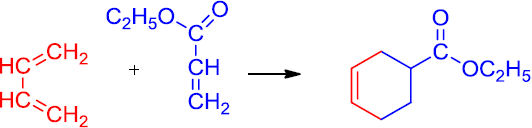 O
C₂H₅O C
CH₂ O
HC + CH C
HC OC₂H₅
CH₂ CH₂